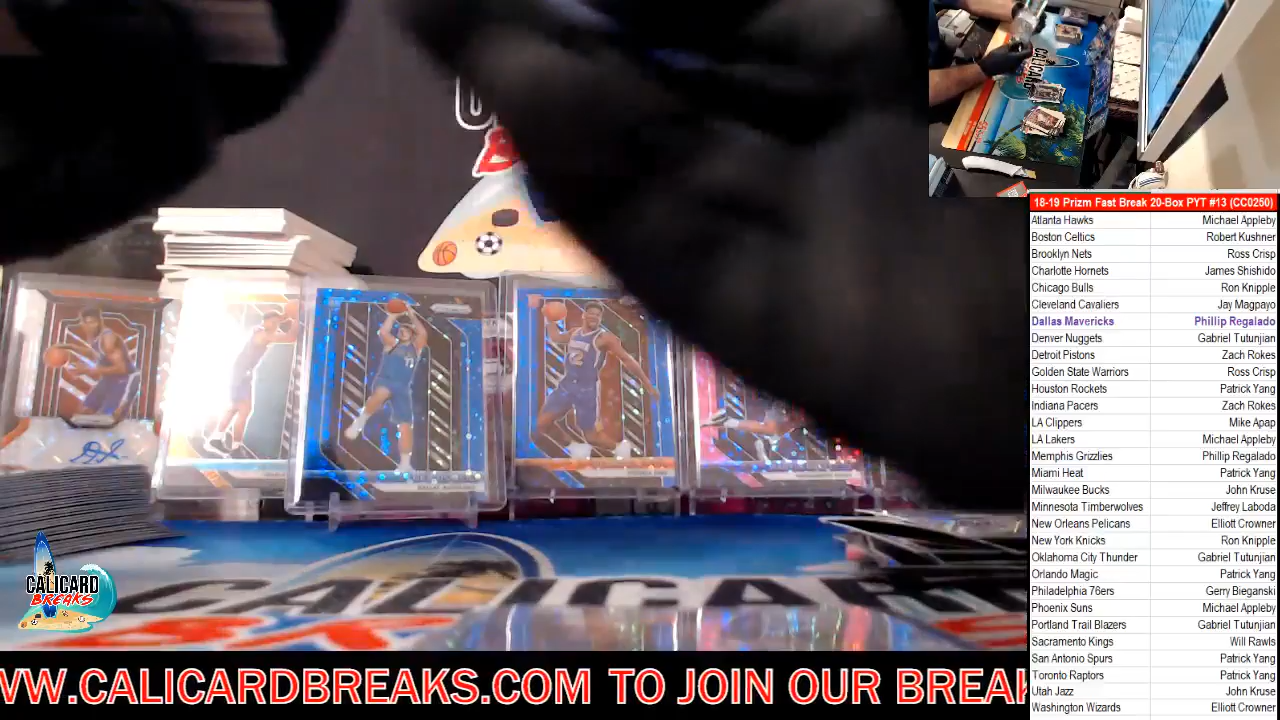 18-19 Prizm Fast Break 20-Box PYT #13 (CC0250)
Atlanta Hawks Michael Appleby
Boston Celtics Robert Kushner
Brooklyn Nets Ross Crisp
Charlotte Hornets James Shishido
Chicago Bulls Ron Knipple
Cleveland Cavaliers Jay Magpayo
Dallas Mavericks Phillip Regalado
Denver Nuggets Gabriel Tutunjian
Detroit Pistons Zach Rokes
Golden State Warriors Ross Crisp
Houston Rockets Patrick Yang
Indiana Pacers Zach Rokes
LA Clippers Mike Apap
LA Lakers Michael Appleby
Memphis Grizzlies Phillip Regalado
Miami Heat Patrick Yang
Milwaukee Bucks John Kruse
Minnesota Timberwolves Jeffrey Laboda
New Orleans Pelicans Elliott Crowner
New York Knicks Ron Knipple
Oklahoma City Thunder Gabriel Tutunjian
Orlando Magic Patrick Yang
Philadelphia 76ers Gerry Bieganski
Phoenix Suns Michael Appleby
Portland Trail Blazers Gabriel Tutunjian
Sacramento Kings Will Rawls
San Antonio Spurs Patrick Yang
Toronto Raptors Patrick Yang
Utah Jazz John Kruse
Washington Wizards Elliott Crowner
CALICARD
BREAKS
CALICAR
VW.CALICARDBREAKS.COM TO JOIN OUR BREAK